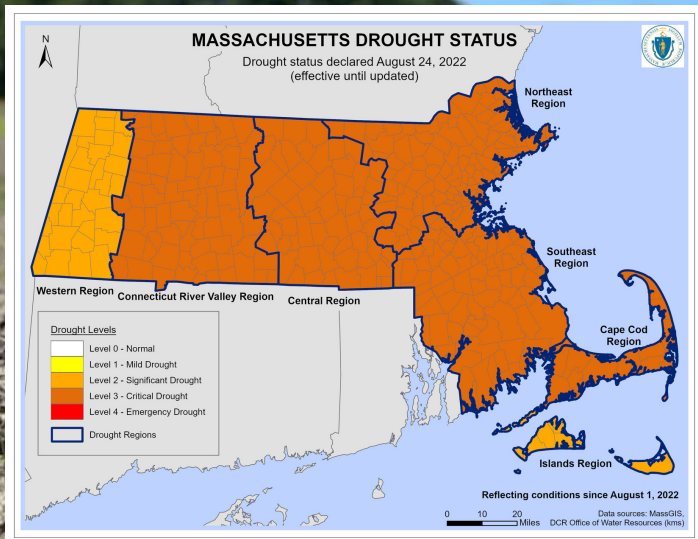 N
MASSACHUSETTS DROUGHT STATUS
Drought status declared August 24, 2022
(effective until updated)
Northeast
Region
Southeast
Region
Western Region
Connecticut River Valley Region
Central Region
Cape Cod
Region
Drought Levels
Level 0 - Normal
Level 1 - Mild Drought
Level 2 - Significant Drought
Level 3 - Critical Drought
Level 4 - Emergency Drought
Drought Regions
Islands Region
Reflecting conditions since August 1, 2022
0 10 20
Miles
Data sources: MassGIS,
DCR Office of Water Resources (kms)